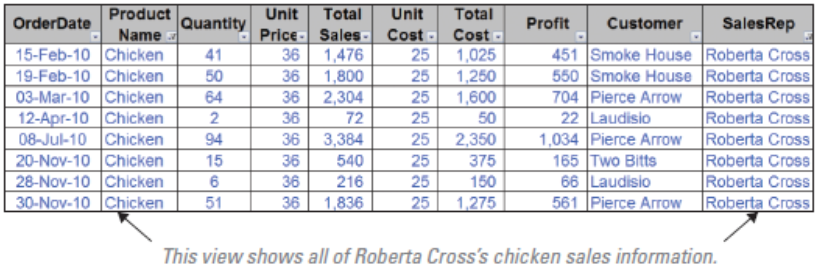 OrderDate Product Name Quantity Unit Price Total Sales Unit Cost Total Cost Profit Customer SalesRep
15-Feb-10 Chicken 41 36 1,476 25 1,025 451 Smoke House Roberta Cross
19-Feb-10 Chicken 50 36 1,800 25 1,250 550 Smoke House Roberta Cross
03-Mar-10 Chicken 64 36 2,304 25 1,600 704 Pierce Arrow Roberta Cross
12-Apr-10 Chicken 2 36 72 25 50 22 Laudisio Roberta Cross
08-Jul-10 Chicken 94 36 3,384 25 2,350 1,034 Pierce Arrow Roberta Cross
20-Nov-10 Chicken 15 36 540 25 375 165 Two Bitts Roberta Cross
28-Nov-10 Chicken 6 36 216 25 150 66 Laudisio Roberta Cross
30-Nov-10 Chicken 51 36 1,836 25 1,275 561 Pierce Arrow Roberta Cross
This view shows all of Roberta Cross's chicken sales information.